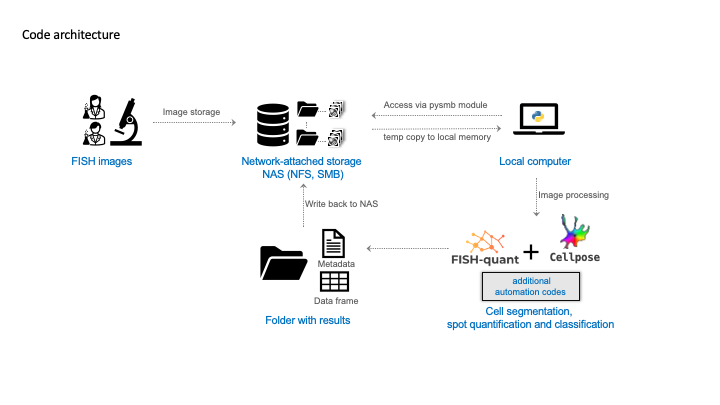 Code architecture
Image storage
Access via pysmb module
temp copy to local memory
FISH images
Network-attached storage
NAS (NFS, SMB)
Local computer
Image processing
Write back to NAS
FISH-quant
+
Cellpose
Metadata
Data frame
additional
automation codes
Folder with results
Cell segmentation,
spot quantification and classification